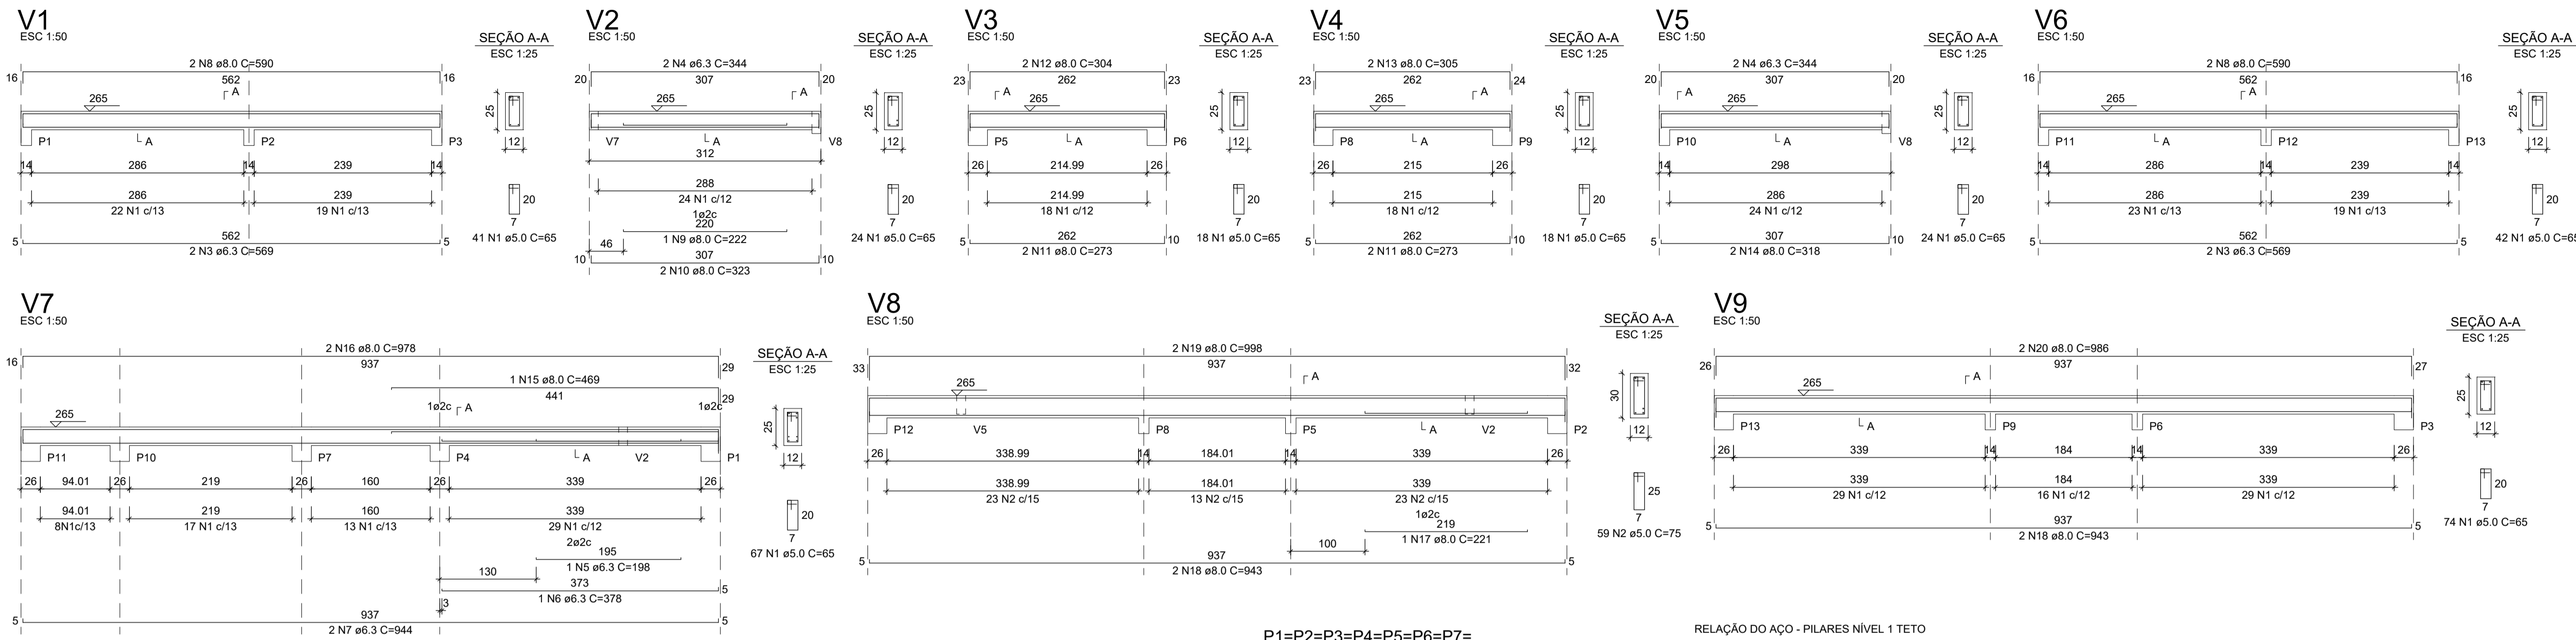 V1
ESC 1:50
SEÇÃO A-A
ESC 1:25
2 N8 ø8.0 C=590
16
562
16
A
265
P1
A
P2
P3
25
12
14
286
14
239
14
286
239
22 N1 c/13
19 N1 c/13
20
7
41 N1 ø5.0 C=65
5
562
5
2 N3 ø6.3 C=569
V2
ESC 1:50
SEÇÃO A-A
ESC 1:25
2 N4 ø6.3 C=344
20
307
20
A
265
V7
A
V8
25
12
312
288
24 N1 c/12
1ø2c
220
1 N9 ø8.0 C=222
46
20
7
24 N1 ø5.0 C=65
10
307
10
2 N10 ø8.0 C=323
V3
ESC 1:50
SEÇÃO A-A
ESC 1:25
2 N12 ø8.0 C=304
23
262
23
A
265
P5
A
P6
25
12
26
214.99
26
214.99
18 N1 c/12
20
7
18 N1 ø5.0 C=65
5
262
10
2 N11 ø8.0 C=273
V4
ESC 1:50
SEÇÃO A-A
ESC 1:25
2 N13 ø8.0 C=305
23
262
24
A
265
P8
A
P9
25
12
26
215
26
215
18 N1 c/12
20
7
18 N1 ø5.0 C=65
5
262
10
2 N11 ø8.0 C=273
V5
ESC 1:50
SEÇÃO A-A
ESC 1:25
2 N4 ø6.3 C=344
20
307
20
A
265
P10
A
V8
25
12
14
298
286
24 N1 c/12
20
7
24 N1 ø5.0 C=65
5
307
10
2 N14 ø8.0 C=318
V6
ESC 1:50
SEÇÃO A-A
ESC 1:25
2 N8 ø8.0 C=590
16
562
16
A
265
P11
A
P12
P13
25
12
14
286
14
239
14
286
239
23 N1 c/13
19 N1 c/13
20
7
42 N1 ø5.0 C=65
5
562
5
2 N3 ø6.3 C=569
V7
ESC 1:50
SEÇÃO A-A
ESC 1:25
2 N16 ø8.0 C=978
16
937
29
1 N15 ø8.0 C=469
441
29
1ø2c
A
1ø2c
265
P11
P10
P7
P4
A
V2
P1
25
12
26
94.01
26
219
26
160
26
339
26
94.01
219
160
339
8N1c/13
17 N1 c/13
13 N1 c/13
29 N1 c/12
20
7
67 N1 ø5.0 C=65
2ø2c
195
1 N5 ø6.3 C=198
130
373
5
1 N6 ø6.3 C=378
3
5
937
5
2 N7 ø6.3 C=944
V8
ESC 1:50
SEÇÃO A-A
ESC 1:25
2 N19 ø8.0 C=998
33
937
32
A
265
P12
V5
P8
P5
A
V2
P2
30
12
26
338.99
14
184.01
14
339
26
338.99
184.01
339
23 N2 c/15
13 N2 c/15
23 N2 c/15
25
7
59 N2 ø5.0 C=75
1ø2c
219
1 N17 ø8.0 C=221
100
5
937
5
2 N18 ø8.0 C=943
V9
ESC 1:50
SEÇÃO A-A
ESC 1:25
2 N20 ø8.0 C=986
26
937
27
A
265
P13
A
P9
P6
P3
25
12
26
339
14
184
14
339
26
339
184
339
29 N1 c/12
16 N1 c/12
29 N1 c/12
20
7
74 N1 ø5.0 C=65
5
937
5
2 N18 ø8.0 C=943
P1=P2=P3=P4=P5=P6=P7=
RELAÇÃO DO AÇO - PILARES NÍVEL 1 TETO